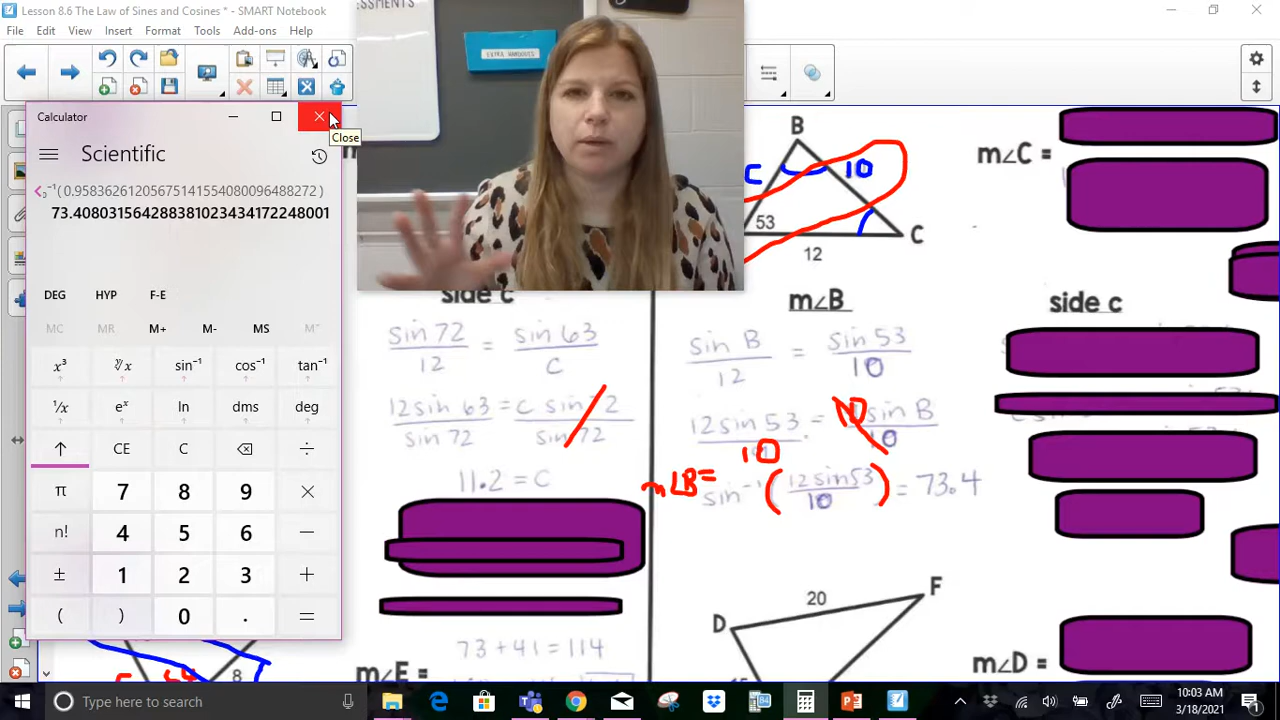 Lesson 8.6 The Law of Sines and Cosines * - SMART Notebook
File Edit View Insert Format Tools Add-ons Help
EXTRA HANDOUTS
Calculator
Close
Scientific
0,95836261205675141554080096488272 )
73.408031564288381023434172248001
DEG HYP F-E
MC MR M+ M- MS
sin⁻¹ cos⁻¹ tan⁻¹
¹/x eˣ ln dms deg
CE C ÷
π 7 8 9 ×
n! 4 5 6 −
± 1 2 3 +
( ) 0 . =
B
C 10
53
12
C
m∠C =
side c
m∠B
side c
sin 72 / 12 = sin 63 / C
12 sin 63 / sin 72 = C sin 72 / sin 72
11.2 = C
sin B / 12 = sin 53 / 10
12 sin 53 / 10 = 10 sin B / 10
m∠B= sin⁻¹ ( 12 sin 53 / 10 ) = 73.4
73 + 41 = 114
m∠E =
8
D
20
F
m∠D =
Type here to search
10:03 AM
3/18/2021